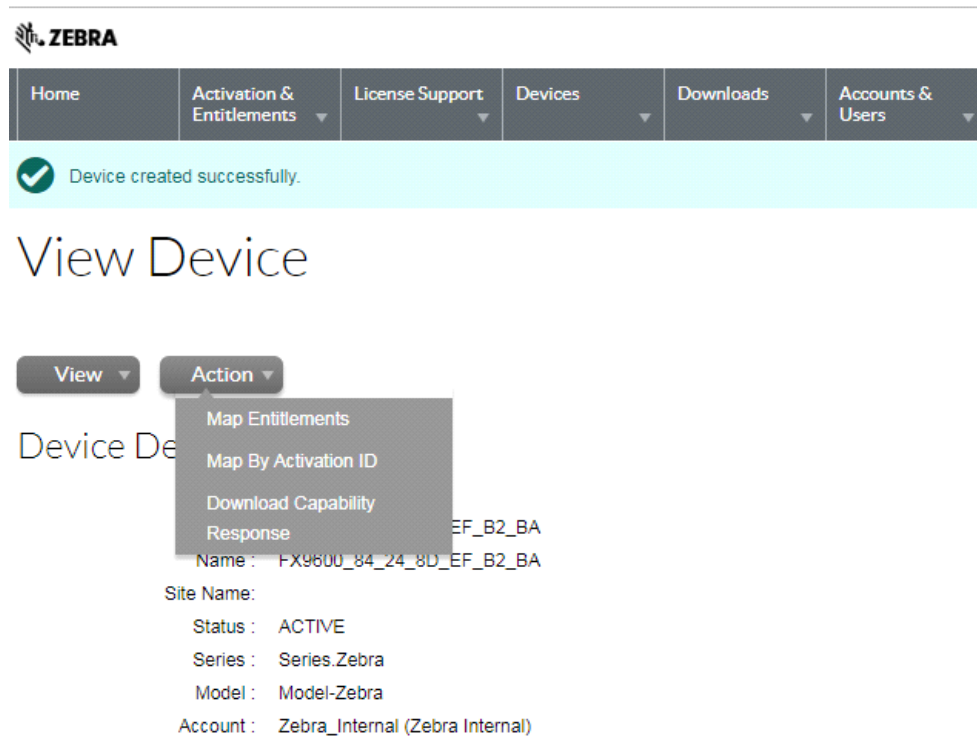 ZEBRA
Home
Activation &
Entitlements
License Support
Devices
Downloads
Accounts &
Users
Device created successfully.
View Device
View
Action
Map Entitlements
Map By Activation ID
Download Capability
Response
Device De
EF_B2_BA
Name : FX9600_84_24_8D_EF_B2_BA
Site Name:
Status : ACTIVE
Series : Series.Zebra
Model : Model-Zebra
Account : Zebra_Internal (Zebra Internal)